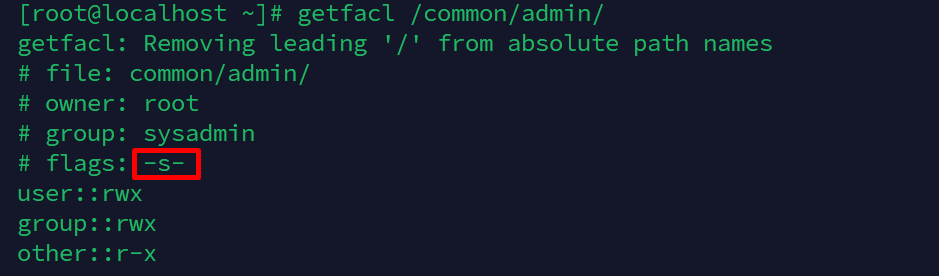 [root@localhost ~]# getfacl /common/admin/
getfacl: Removing leading '/' from absolute path names
# file: common/admin/
# owner: root
# group: sysadmin
# flags: -s-
user::rwx
group::rwx
other::r-x